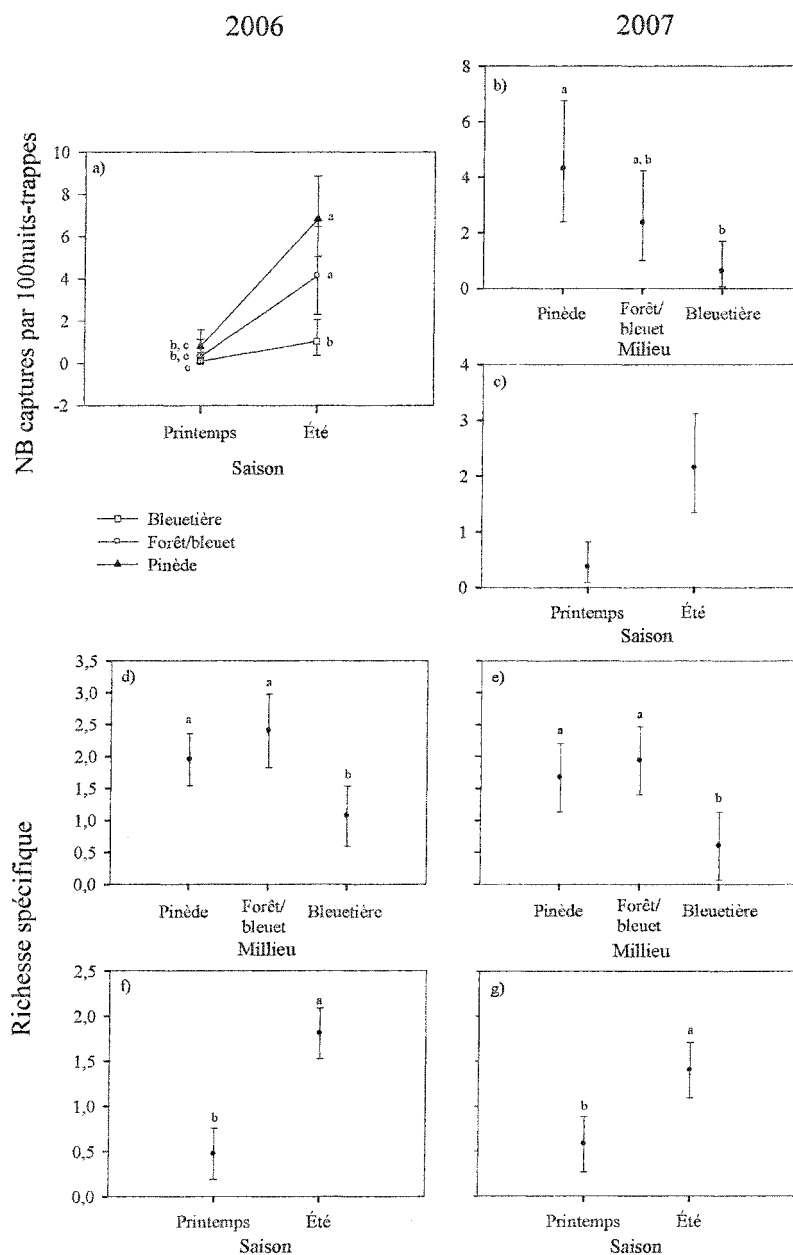 2006
2007
NB captures par 100nuits-trappes
a)
10
8
6
4
2
0
-2
a
a
b
b, c
b, c
c
Printemps
Été
Saison
Bleuetière
Forêt/bleuet
Pinède
b)
8
6
4
2
0
a
a, b
b
Pinède
Forêt/
bleuet
Bleuetière
Milieu
c)
4
3
2
1
0
Printemps
Été
Saison
Richesse spécifique
d)
3,5
3,0
2,5
2,0
1,5
1,0
0,5
0,0
a
a
b
Pinède
Forêt/
bleuet
Bleuetière
Millieu
e)
a
a
b
Pinède
Forêt/
bleuet
Bleuetière
Millieu
f)
2,5
2,0
1,5
1,0
0,5
0,0
b
a
Printemps
Été
Saison
g)
b
a
Printemps
Été
Saison